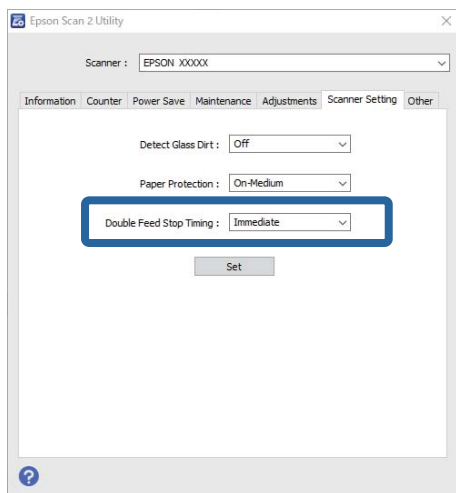 Epson Scan 2 Utility
Scanner : EPSON XXXXX
Information Counter Power Save Maintenance Adjustments Scanner Setting Other
Detect Glass Dirt : Off
Paper Protection : On-Medium
Double Feed Stop Timing : Immediate
Set
?